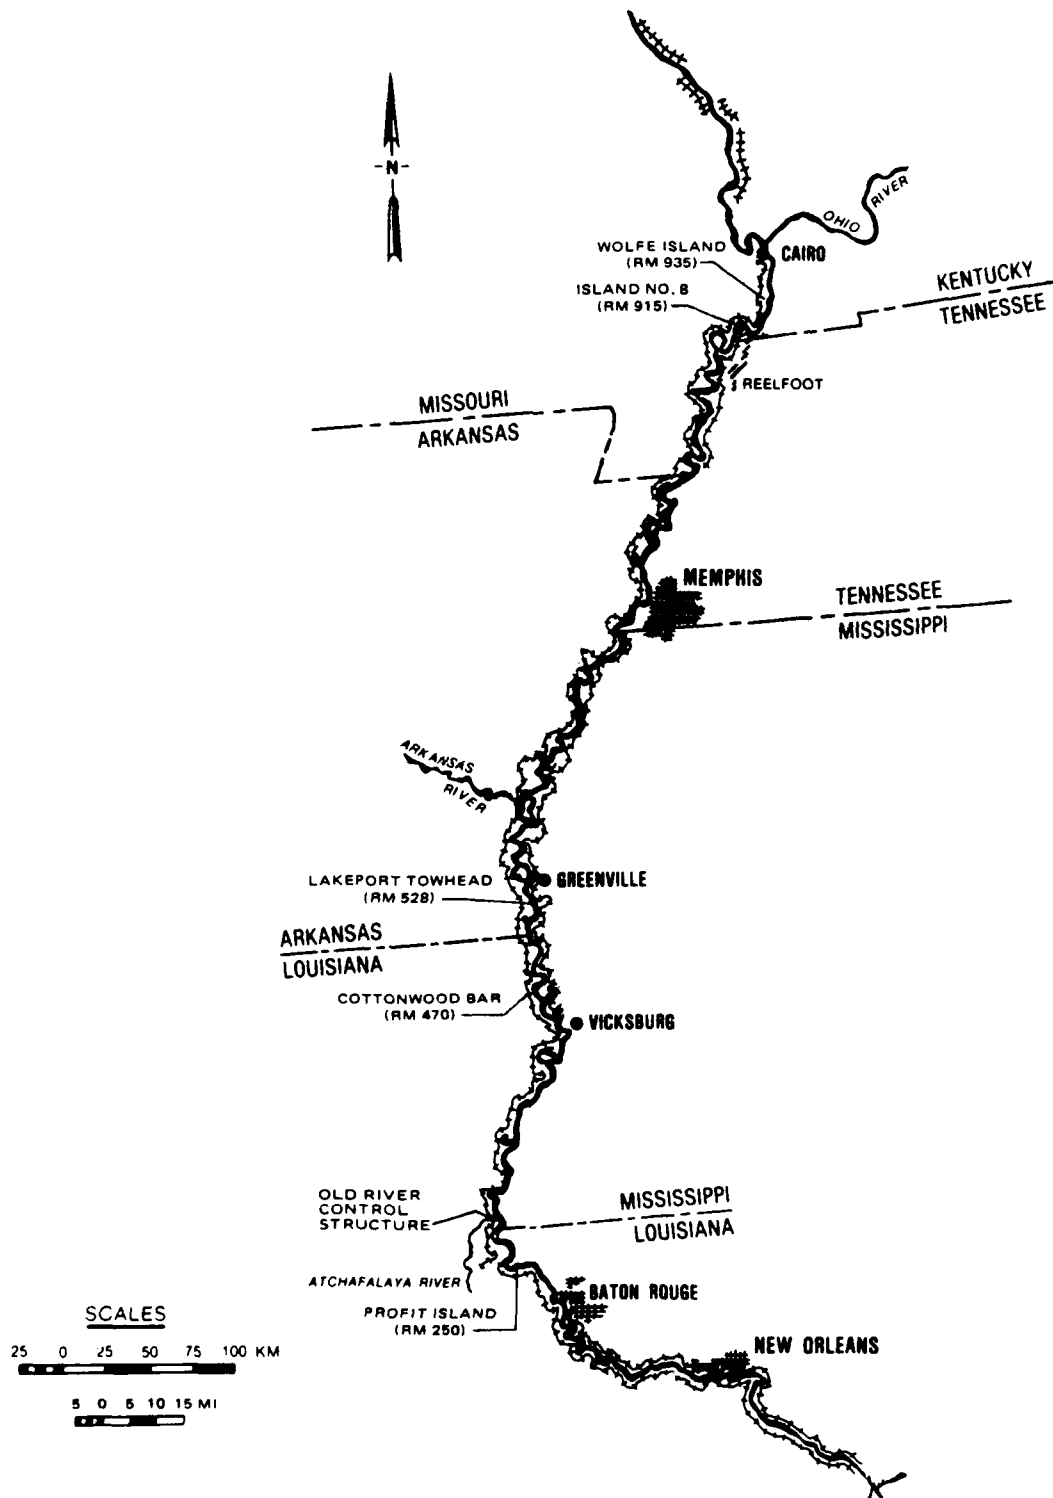 N
OHIO
RIVER
WOLFE ISLAND
(RM 935)
CAIRO
ISLAND NO. 8
(RM 915)
KENTUCKY
TENNESSEE
REELFOOT
MISSOURI
ARKANSAS
MEMPHIS
TENNESSEE
MISSISSIPPI
ARKANSAS
RIVER
LAKEPORT TOWHEAD
(RM 528)
GREENVILLE
ARKANSAS
LOUISIANA
COTTONWOOD BAR
(RM 470)
VICKSBURG
OLD RIVER
CONTROL
STRUCTURE
MISSISSIPPI
LOUISIANA
ATCHAFALAYA RIVER
PROFIT ISLAND
(RM 250)
BATON ROUGE
NEW ORLEANS
SCALES
25 0 25 50 75 100 KM
5 0 5 10 15 MI